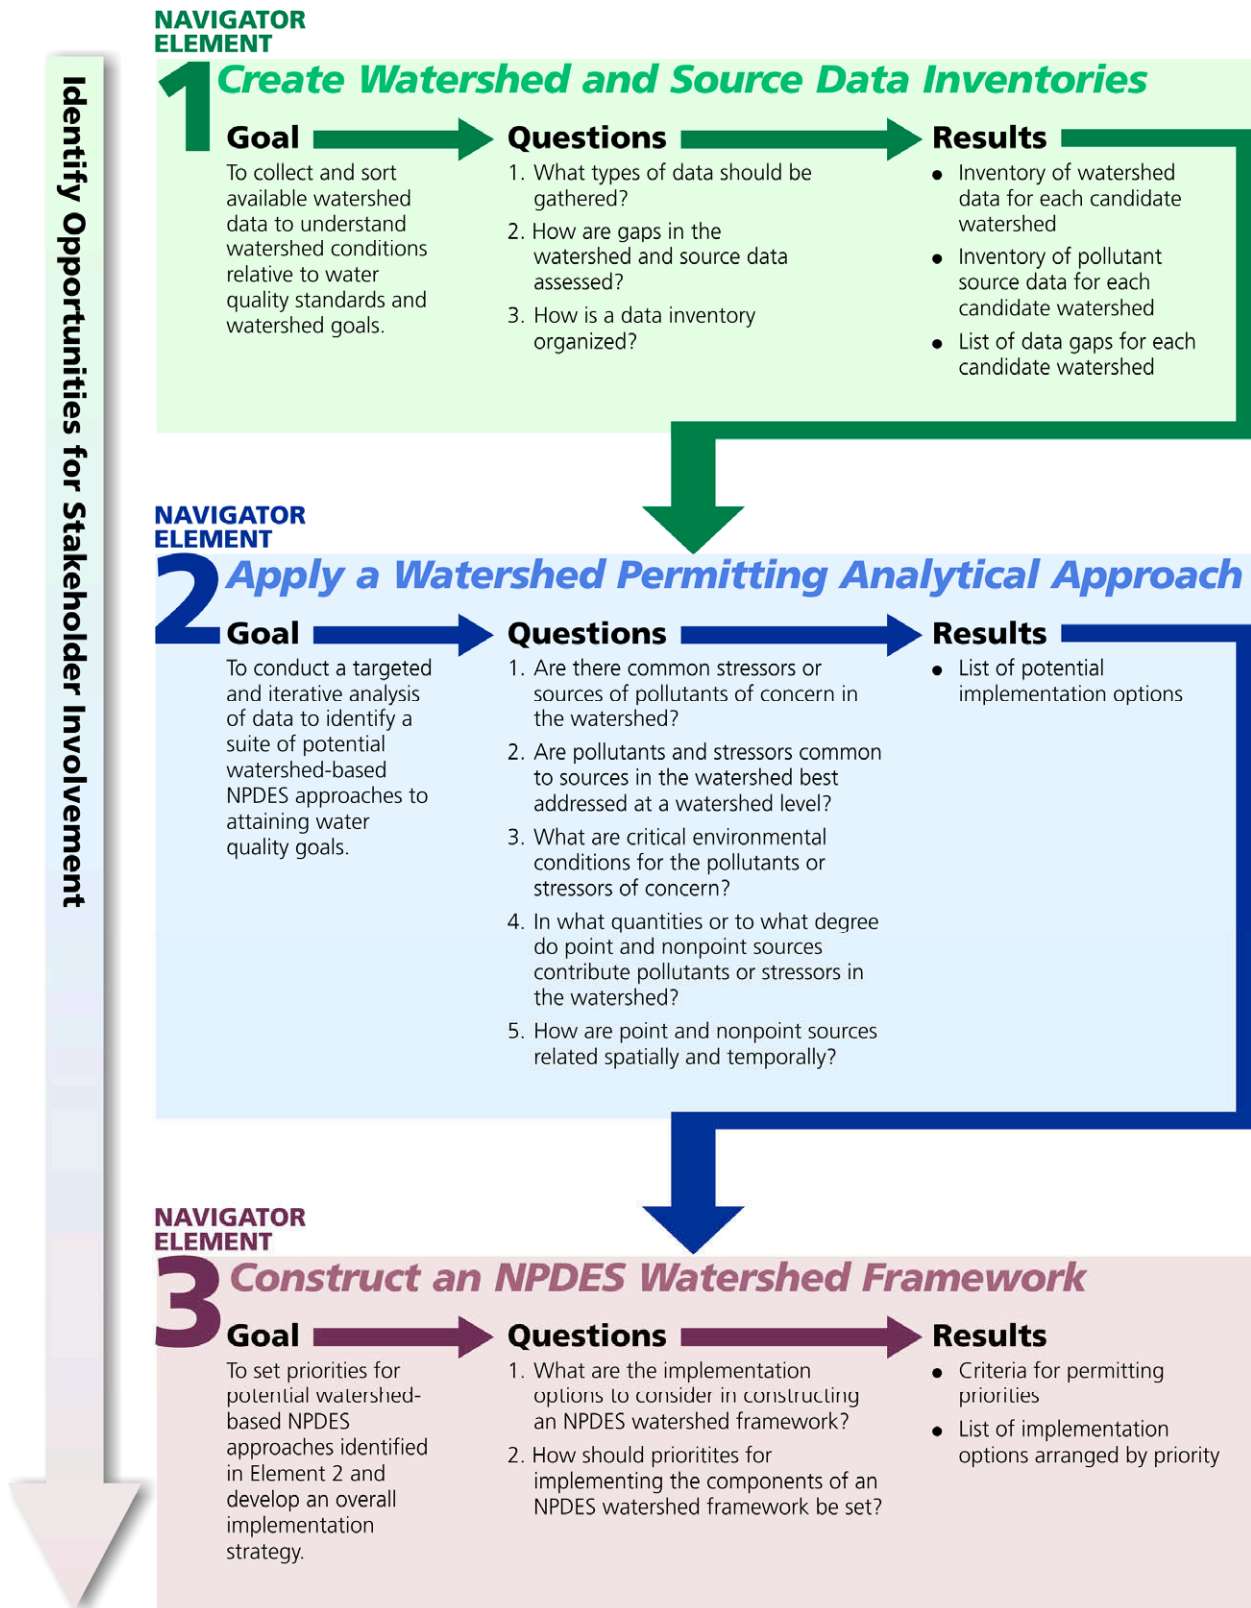 Identify Opportunities for Stakeholder Involvement
NAVIGATOR
ELEMENT
1 Create Watershed and Source Data Inventories
Goal
To collect and sort
available watershed
data to understand
watershed conditions
relative to water
quality standards and
watershed goals.
Questions
1. What types of data should be
gathered?
2. How are gaps in the
watershed and source data
assessed?
3. How is a data inventory
organized?
Results
• Inventory of watershed
data for each candidate
watershed
• Inventory of pollutant
source data for each
candidate watershed
• List of data gaps for each
candidate watershed
NAVIGATOR
ELEMENT
2 Apply a Watershed Permitting Analytical Approach
Goal
To conduct a targeted
and iterative analysis
of data to identify a
suite of potential
watershed-based
NPDES approaches to
attaining water
quality goals.
Questions
1. Are there common stressors or
sources of pollutants of concern in
the watershed?
2. Are pollutants and stressors common
to sources in the watershed best
addressed at a watershed level?
3. What are critical environmental
conditions for the pollutants or
stressors of concern?
4. In what quantities or to what degree
do point and nonpoint sources
contribute pollutants or stressors in
the watershed?
5. How are point and nonpoint sources
related spatially and temporally?
Results
• List of potential
implementation options
NAVIGATOR
ELEMENT
3 Construct an NPDES Watershed Framework
Goal
To set priorities for
potential watershed-
based NPDES
approaches identified
in Element 2 and
develop an overall
implementation
strategy.
Questions
1. What are the implementation
options to consider in constructing
an NPDES watershed framework?
2. How should prioritites for
implementing the components of an
NPDES watershed framework be set?
Results
• Criteria for permitting
priorities
• List of implementation
options arranged by priority